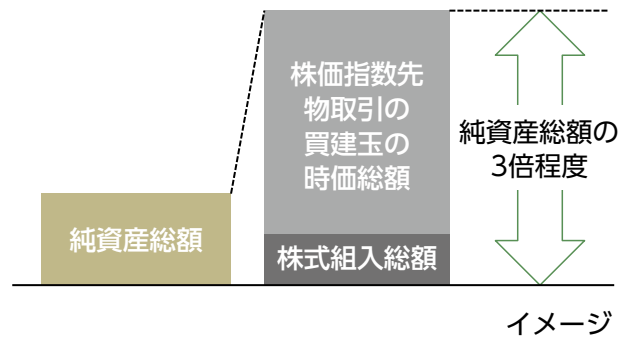 株価指数先
物取引の
買建玉の
時価総額
純資産総額の
3倍程度
純資産総額
株式組入総額
イメージ